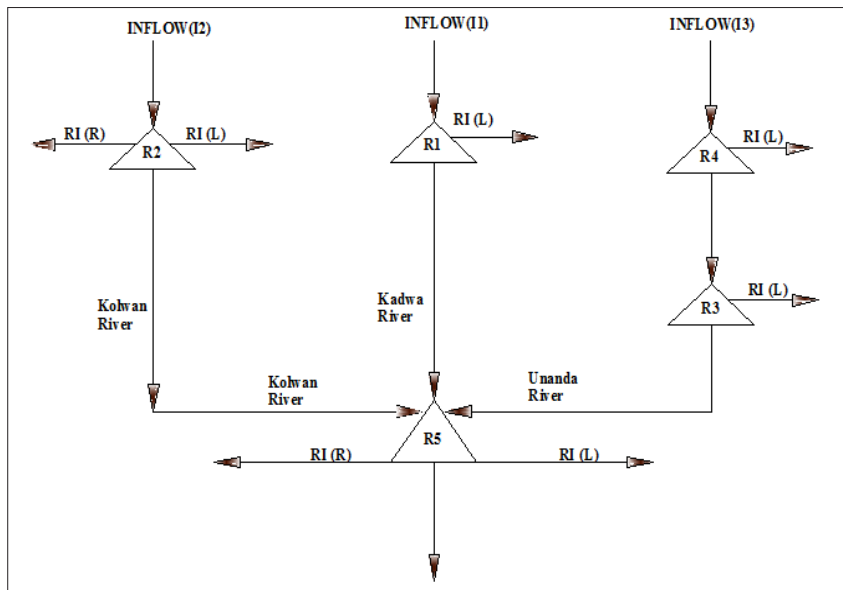 INFLOW(I2)
INFLOW(I1)
INFLOW(I3)
RI (R)
RI (L)
R2
RI (L)
R1
RI (L)
R4
Kolwan
River
Kadwa
River
RI (L)
R3
Kolwan
River
Unanda
River
R5
RI (R)
RI (L)